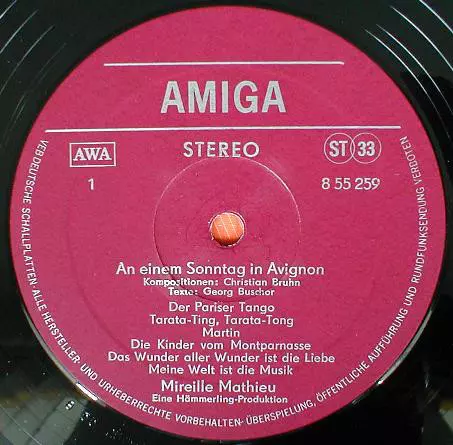 AMIGA
AWA
STEREO
ST 33
1
8 55 259
An einem Sonntag in Avignon
Kompositionen: Christian Bruhn
Texte: Georg Buschor
Der Pariser Tango
Tarata-Ting, Tarata-Tong
Martin
Die Kinder vom Montparnasse
Das Wunder aller Wunder ist die Liebe
Meine Welt ist die Musik
Mireille Mathieu
Eine Hämmerling-Produktion
VEB DEUTSCHE SCHALLPLATTEN · ALLE HERSTELLER- UND URHEBERRECHTE VORBEHALTEN · ÜBERSPIELUNG, ÖFFENTLICHE AUFFÜHRUNG UND RUNDFUNKSENDUNG VERBOTEN